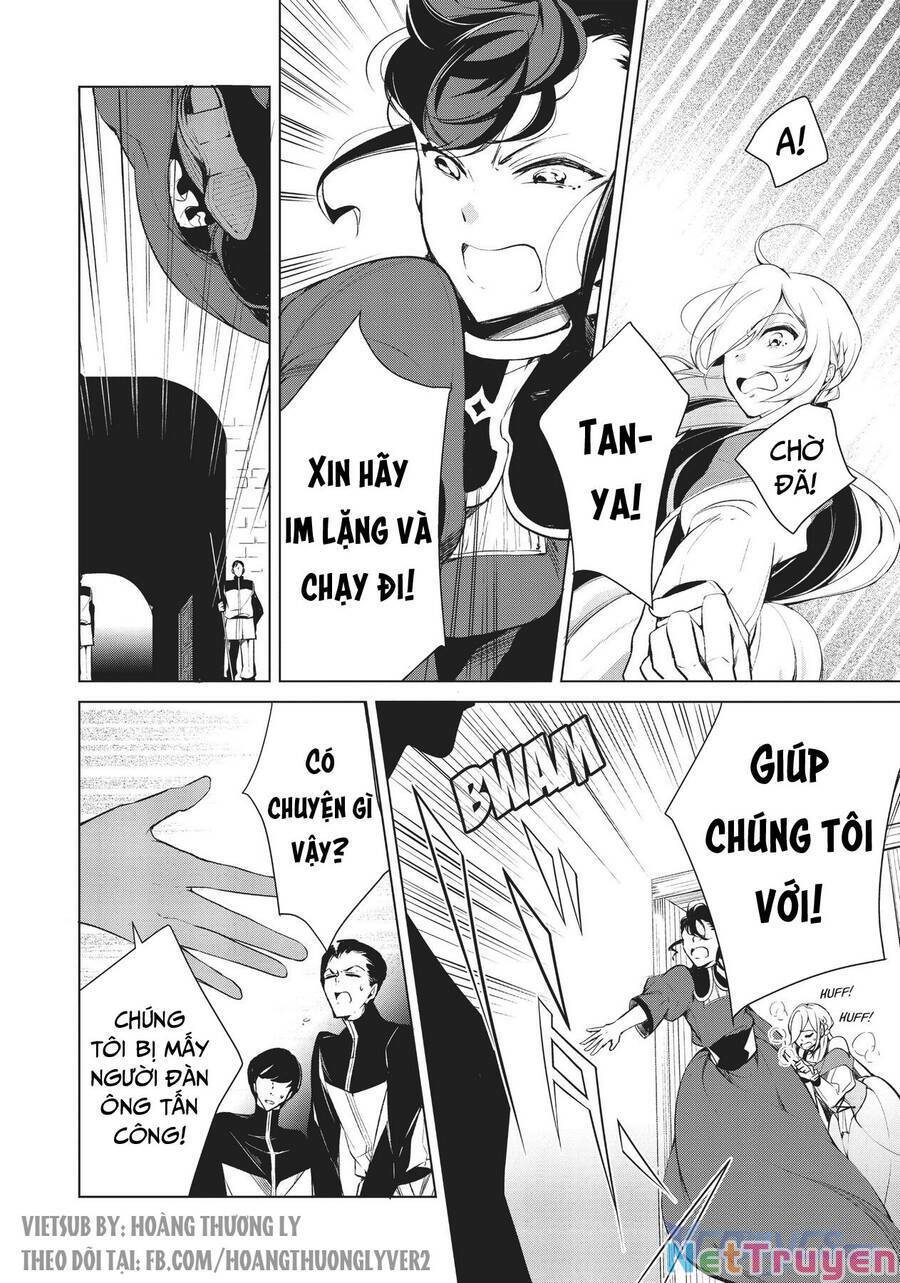 A!
CHỜ
ĐÃ!
TAN-
YA!
XIN HÃY
IM LẶNG VÀ
CHẠY ĐI!
GIÚP
CHÚNG TÔI
VỚI!
HUFF!
HUFF!
BWAM
CÓ
CHUYỆN GÌ
VẬY?
CHÚNG
TÔI BỊ MẤY
NGƯỜI ĐÀN
ÔNG TẤN
CÔNG!
VIETSUB BY: HOÀNG THƯƠNG LY
THEO DÕI TẠI: FB.COM/HOANGTHUONGLYVER2
NetTruyen